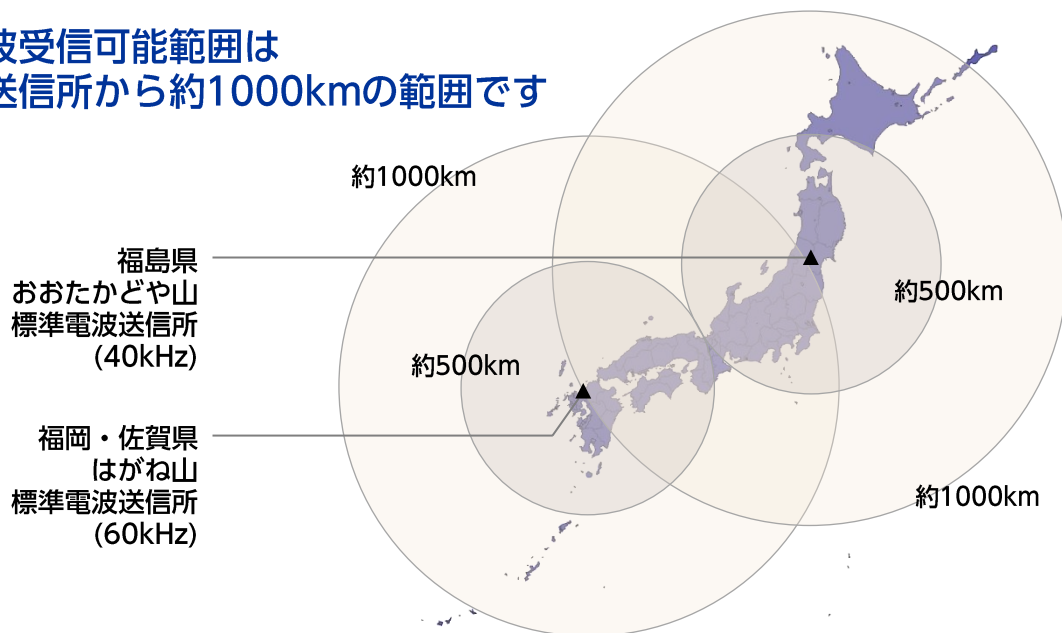 波受信可能範囲は
送信所から約1000kmの範囲です
約1000km
福島県
おおたかどや山
標準電波送信所
(40kHz)
約500km
約500km
福岡・佐賀県
はがね山
標準電波送信所
(60kHz)
約1000km